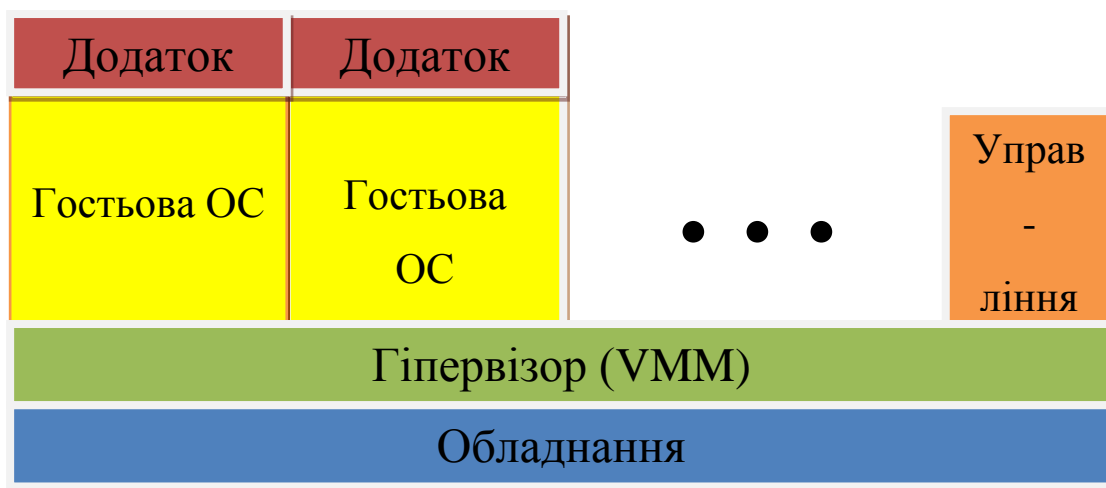 Додаток
Додаток
Гостьова ОС
Гостьова
ОС
Управ
-
ління
Гіпервізор (VMM)
Обладнання